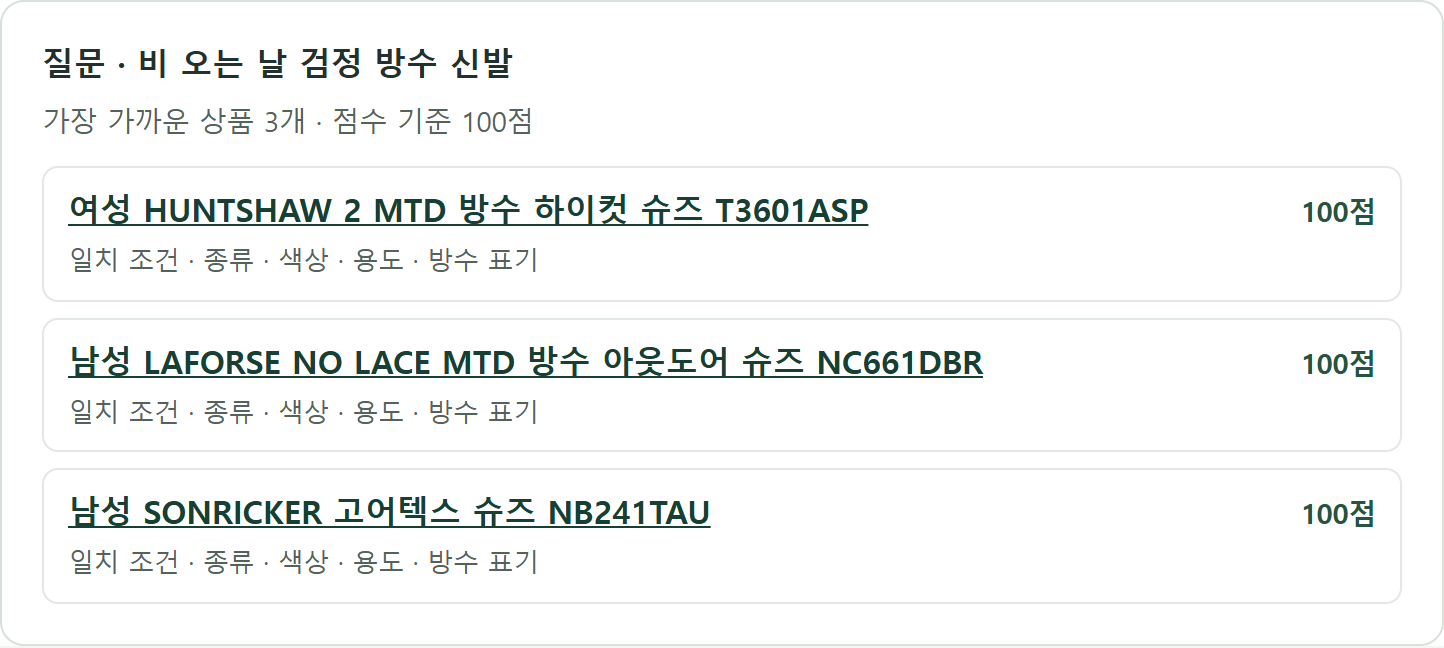 질문 · 비 오는 날 검정 방수 신발
가장 가까운 상품 3개 · 점수 기준 100점
여성 HUNTSHAW 2 MTD 방수 하이컷 슈즈 T3601ASP
100점
일치 조건 · 종류 · 색상 · 용도 · 방수 표기
남성 LAFORSE NO LACE MTD 방수 아웃도어 슈즈 NC661DBR
100점
일치 조건 · 종류 · 색상 · 용도 · 방수 표기
남성 SONRICKER 고어텍스 슈즈 NB241TAU
100점
일치 조건 · 종류 · 색상 · 용도 · 방수 표기